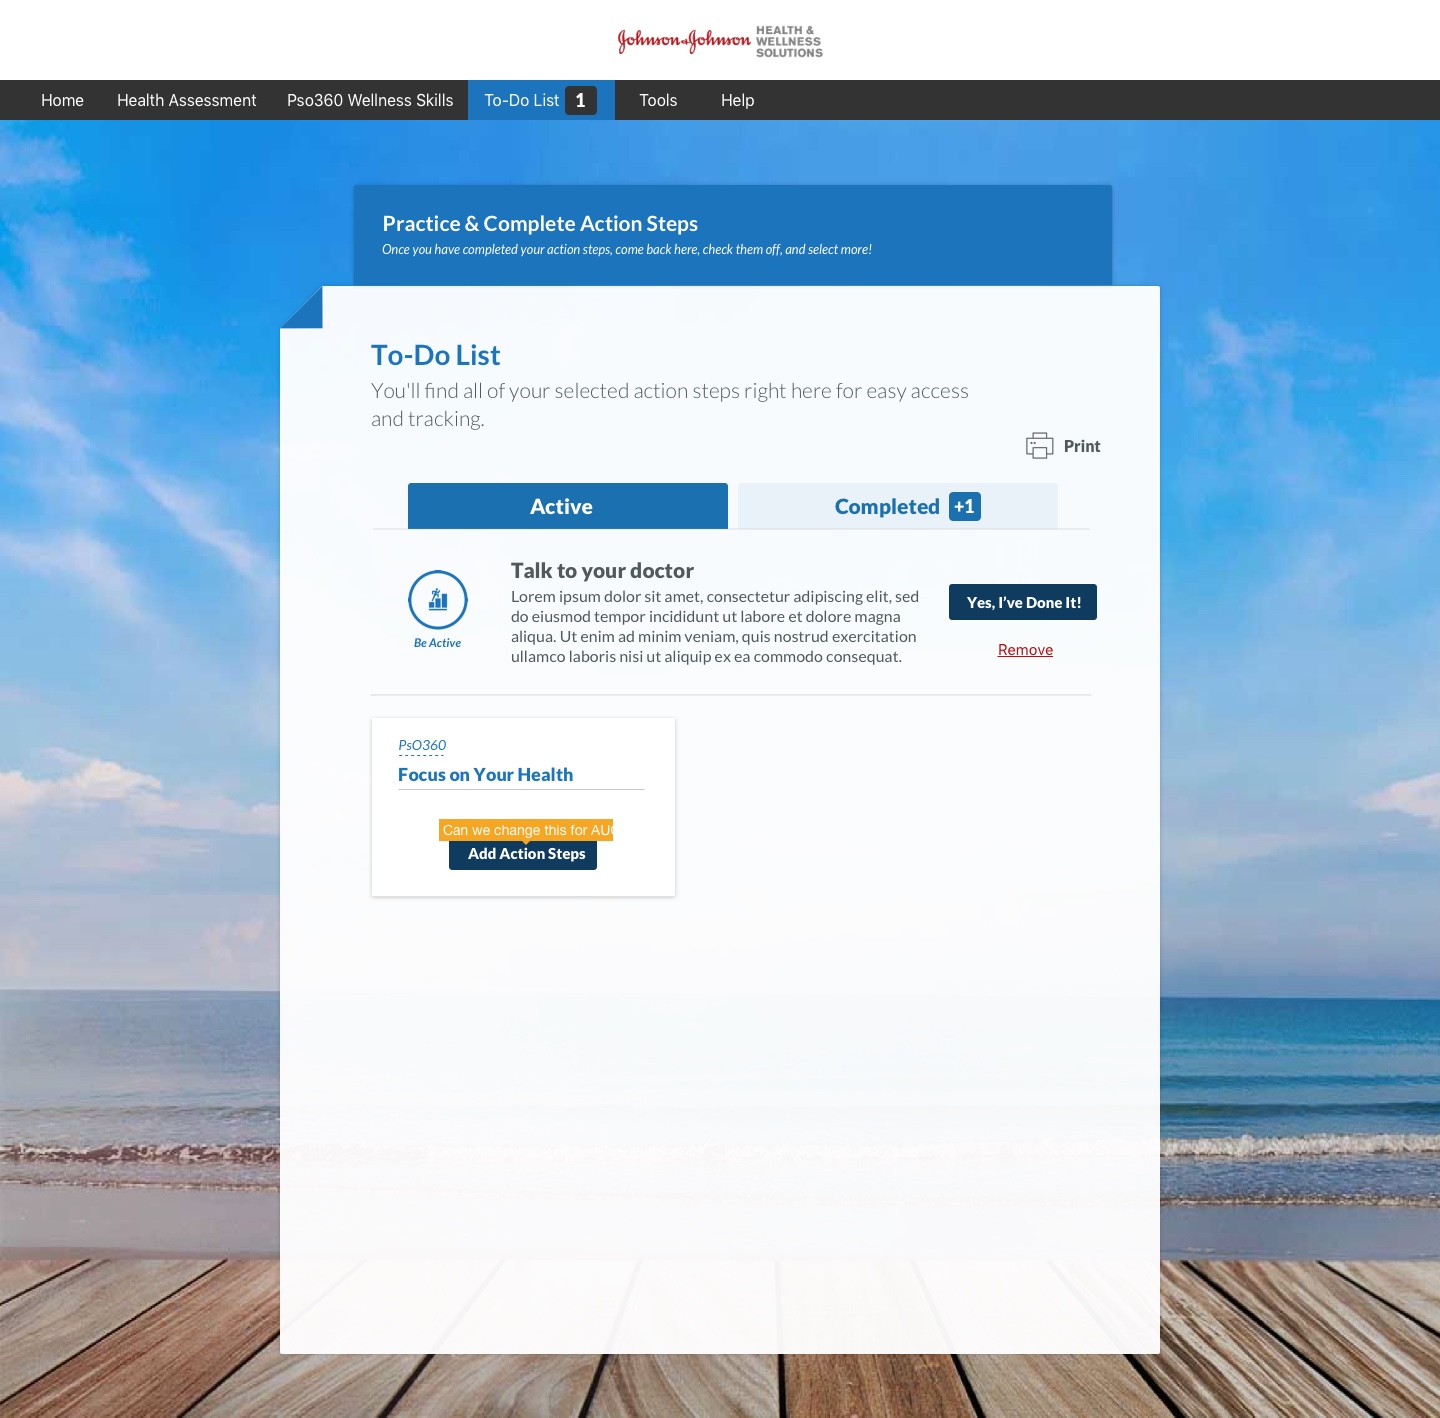 Johnson & Johnson
HEALTH &
WELLNESS
SOLUTIONS
Home
Health Assessment
Pso360 Wellness Skills
To-Do List
1
Tools
Help
Practice & Complete Action Steps
Once you have completed your action steps, come back here, check them off, and select more!
To-Do List
You'll find all of your selected action steps right here for easy access
and tracking.
Print
Active
Completed
+1
Talk to your doctor
Lorem ipsum dolor sit amet, consectetur adipiscing elit, sed
do eiusmod tempor incididunt ut labore et dolore magna
aliqua. Ut enim ad minim veniam, quis nostrud exercitation
ullamco laboris nisi ut aliquip ex ea commodo consequat.
Be Active
Yes, I've Done It!
Remove
PsO360
Focus on Your Health
Can we change this for
Add Action Steps